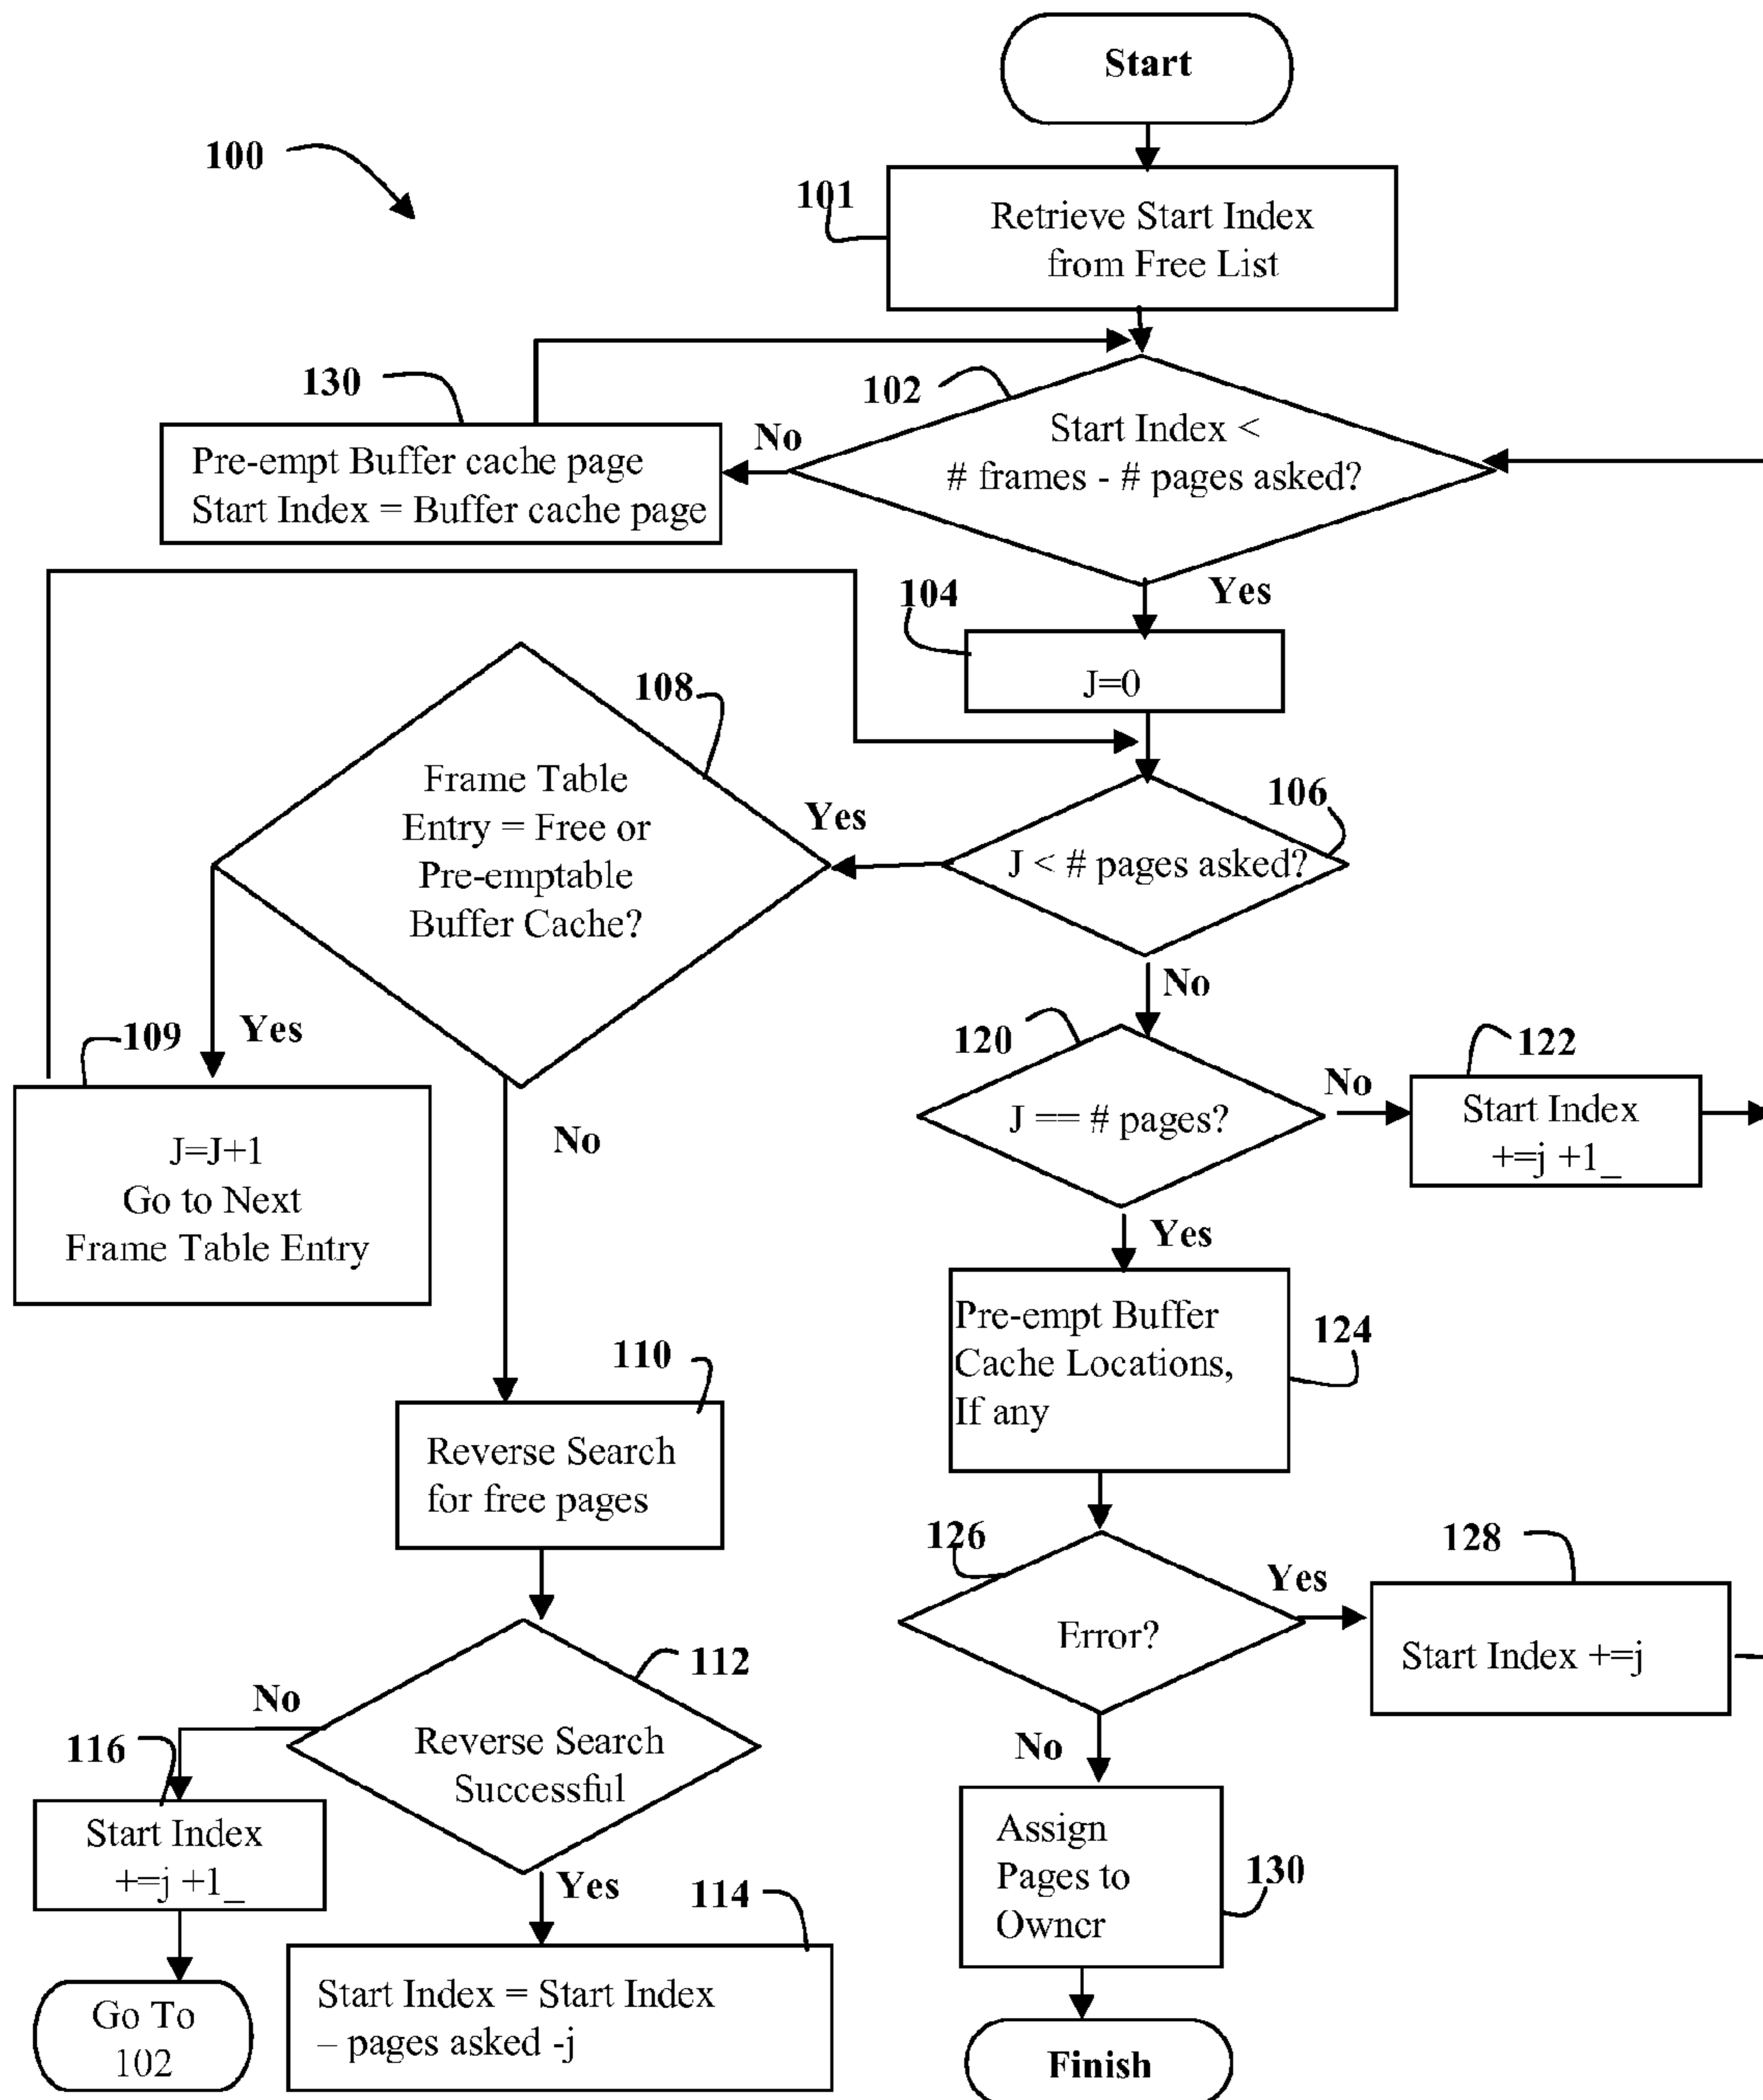 Start
100
101
Retrieve Start Index
from Free List
130
102
Start Index <
# frames - # pages asked?
No
Pre-empt Buffer cache page
Start Index = Buffer cache page
Yes
104
J=0
108
Frame Table
Entry = Free or
Pre-emptable
Buffer Cache?
Yes
106
J < # pages asked?
No
109
Yes
J=J+1
Go to Next
Frame Table Entry
No
120
J == # pages?
No
122
Start Index
+=j +1_
Yes
Pre-empt Buffer
Cache Locations,
If any
124
110
Reverse Search
for free pages
126
Error?
Yes
128
Start Index +=j
112
Reverse Search
Successful
No
116
Start Index
+=j +1_
Go To
102
Yes
114
Start Index = Start Index
– pages asked -j
No
Assign
Pages to
Owner
130
Finish